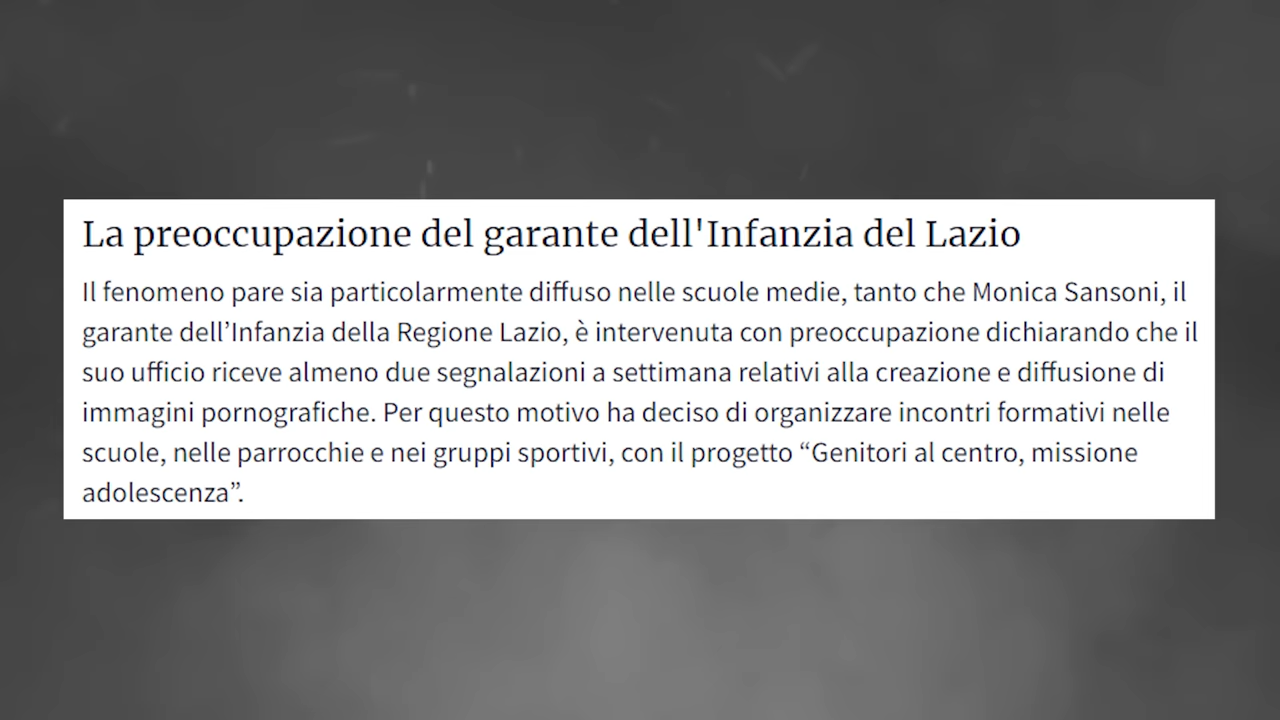 La preoccupazione del garante dell'Infanzia del Lazio
Il fenomeno pare sia particolarmente diffuso nelle scuole medie, tanto che Monica Sansoni, il
garante dell’Infanzia della Regione Lazio, è intervenuta con preoccupazione dichiarando che il
suo ufficio riceve almeno due segnalazioni a settimana relativi alla creazione e diffusione di
immagini pornografiche. Per questo motivo ha deciso di organizzare incontri formativi nelle
scuole, nelle parrocchie e nei gruppi sportivi, con il progetto “Genitori al centro, missione
adolescenza”.